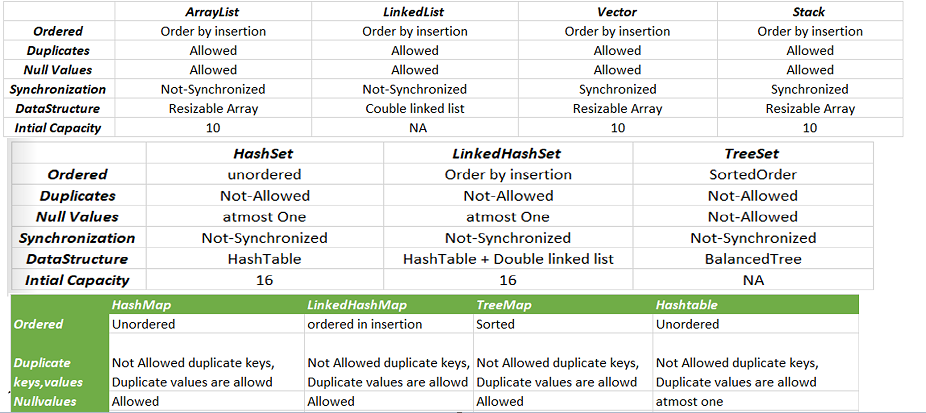 ArrayList LinkedList Vector Stack
Ordered Order by insertion Order by insertion Order by insertion Order by insertion
Duplicates Allowed Allowed Allowed Allowed
Null Values Allowed Allowed Allowed Allowed
Synchronization Not-Synchronized Not-Synchronized Synchronized Synchronized
DataStructure Resizable Array Couble linked list Resizable Array Resizable Array
Intial Capacity 10 NA 10 10
HashSet LinkedHashSet TreeSet
Ordered unordered Order by insertion SortedOrder
Duplicates Not-Allowed Not-Allowed Not-Allowed
Null Values atmost One atmost One Not-Allowed
Synchronization Not-Synchronized Not-Synchronized Not-Synchronized
DataStructure HashTable HashTable + Double linked list BalancedTree
Intial Capacity 16 16 NA
HashMap LinkedHashMap TreeMap Hashtable
Ordered Unordered ordered in insertion Sorted Unordered
Duplicate Not Allowed duplicate keys, Not Allowed duplicate keys, Not Allowed duplicate keys, Not Allowed duplicate keys,
keys,values Duplicate values are allowd Duplicate values are allowd Duplicate values are allowd Duplicate values are allowd
Nullvalues Allowed Allowed Allowed atmost one